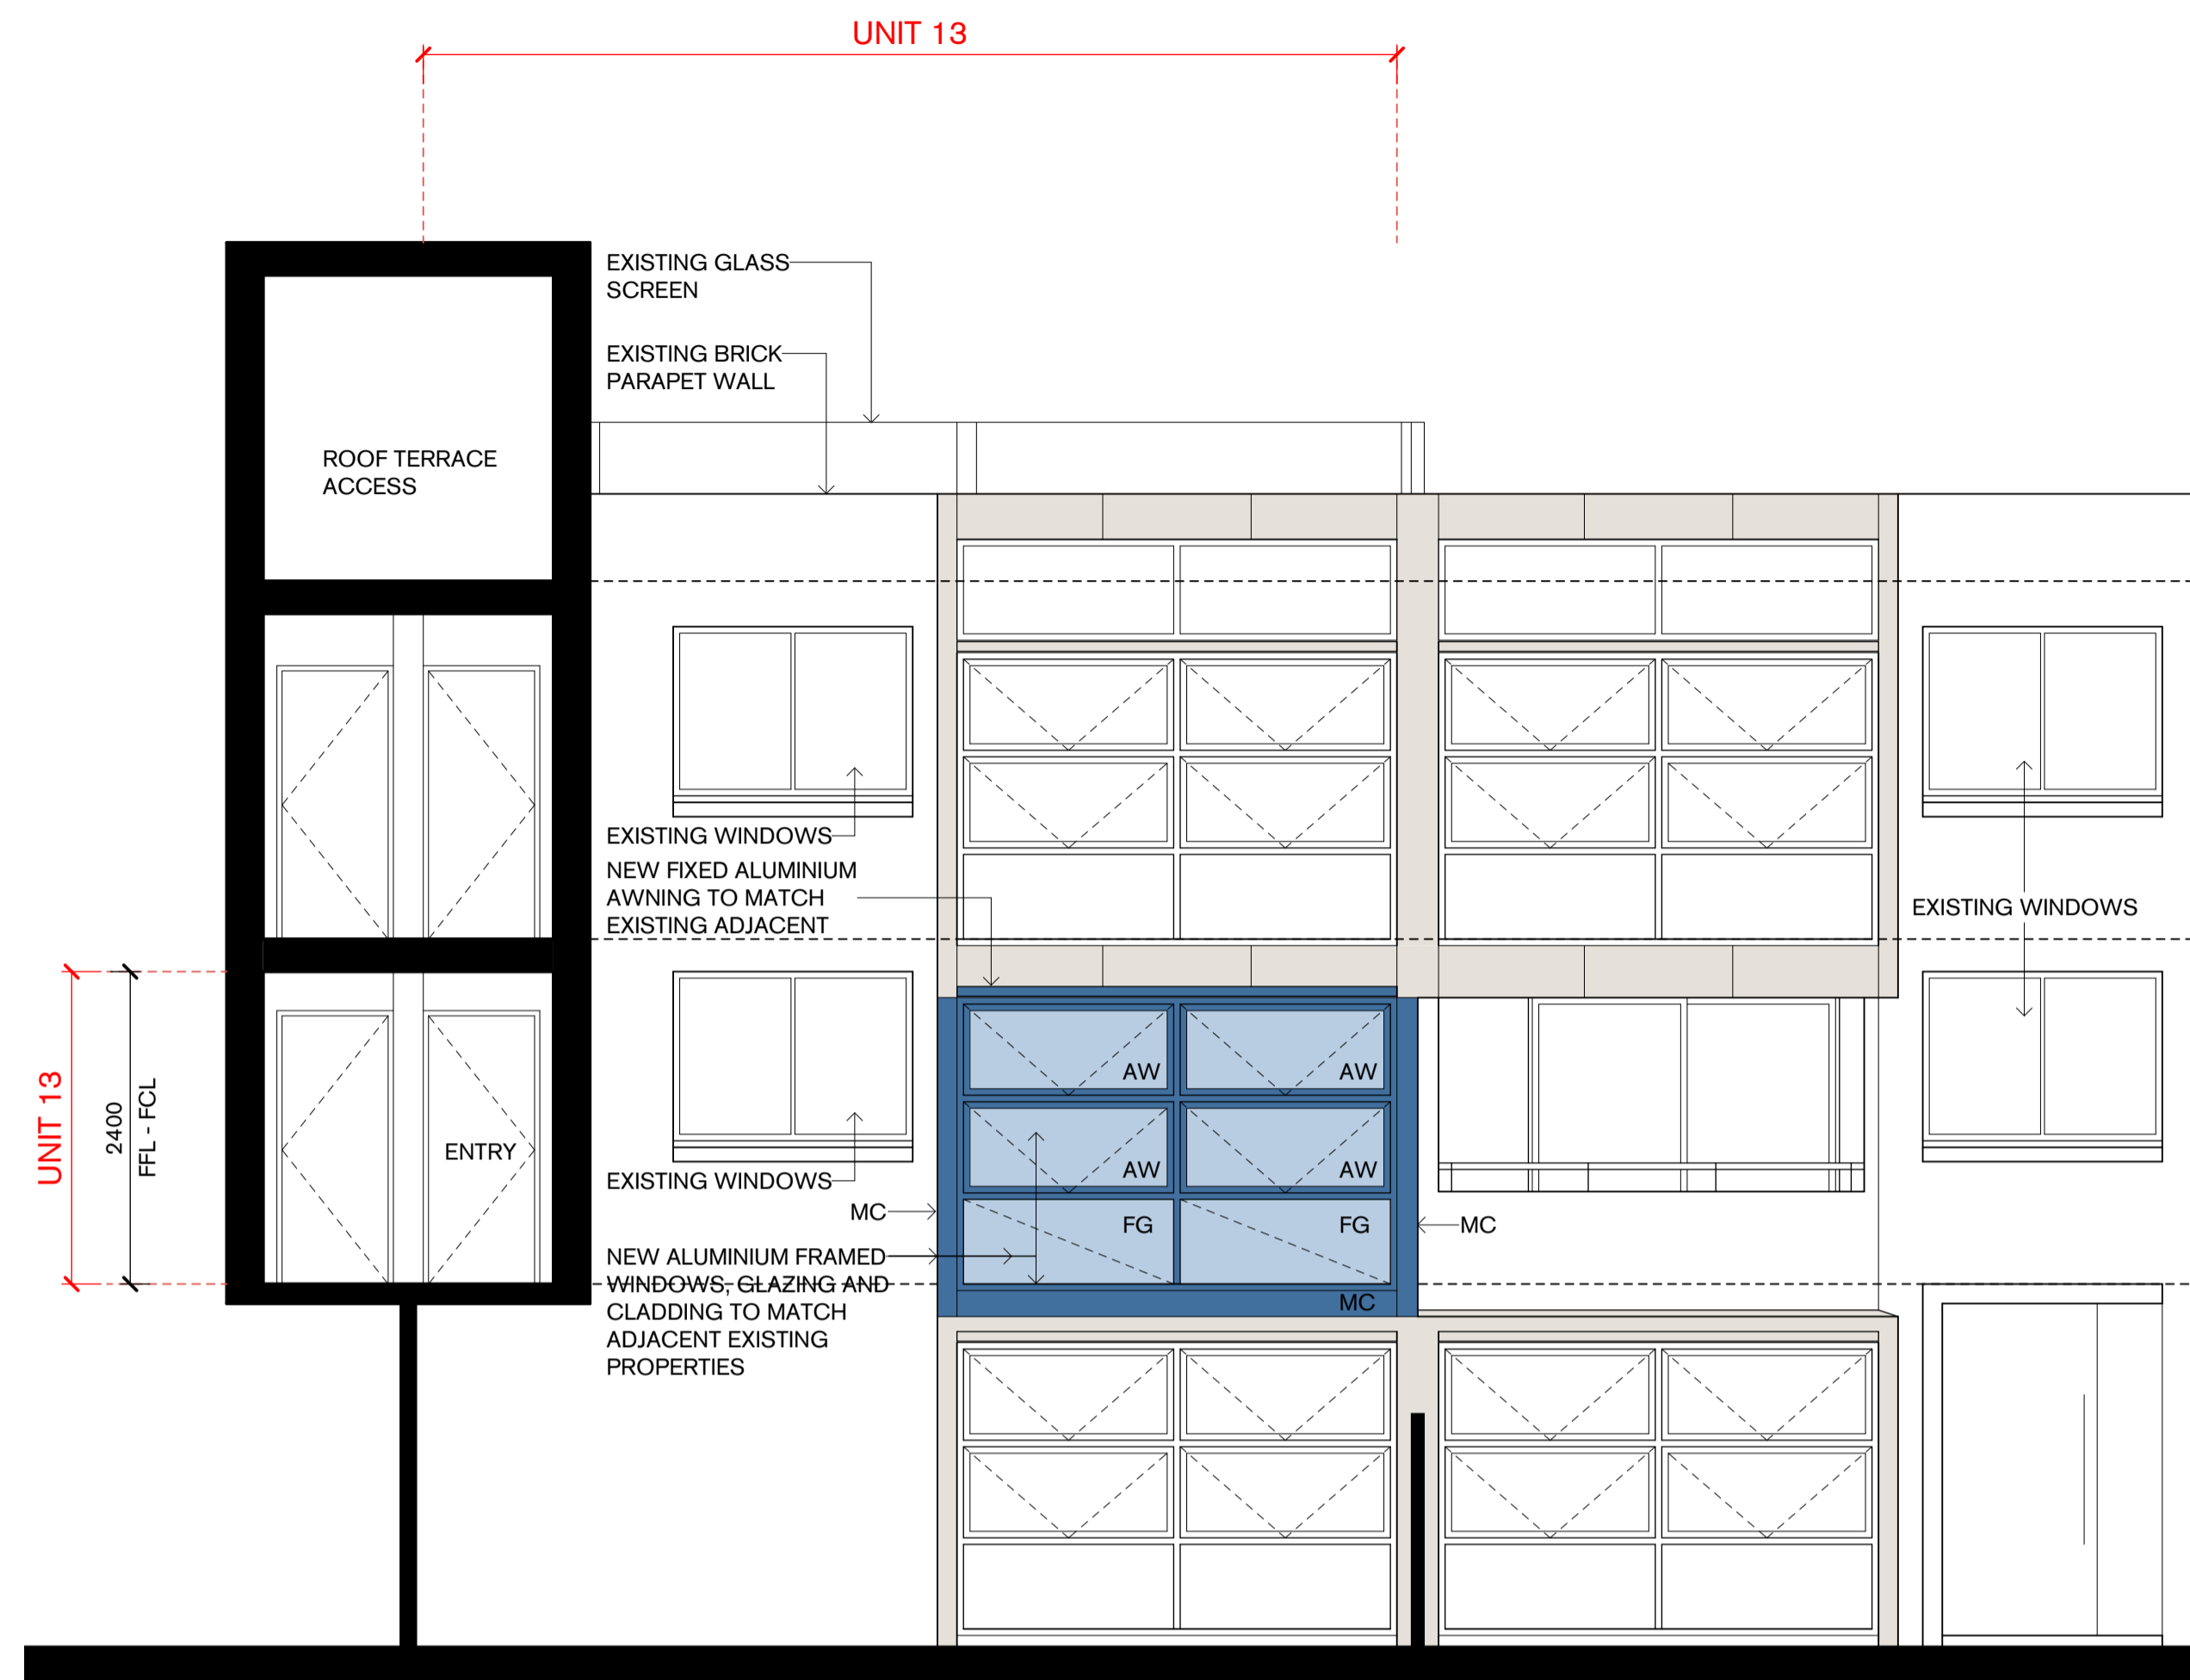 UNIT 13
EXISTING GLASS
SCREEN
EXISTING BRICK
PARAPET WALL
ROOF TERRACE
ACCESS
EXISTING WINDOWS
NEW FIXED ALUMINIUM
AWNING TO MATCH
EXISTING ADJACENT
EXISTING WINDOWS
UNIT 13
2400
FFL - FCL
ENTRY
EXISTING WINDOWS
AW
AW
AW
AW
MC
FG
FG
MC
NEW ALUMINIUM FRAMED
WINDOWS, GLAZING AND
CLADDING TO MATCH
ADJACENT EXISTING
PROPERTIES
MC